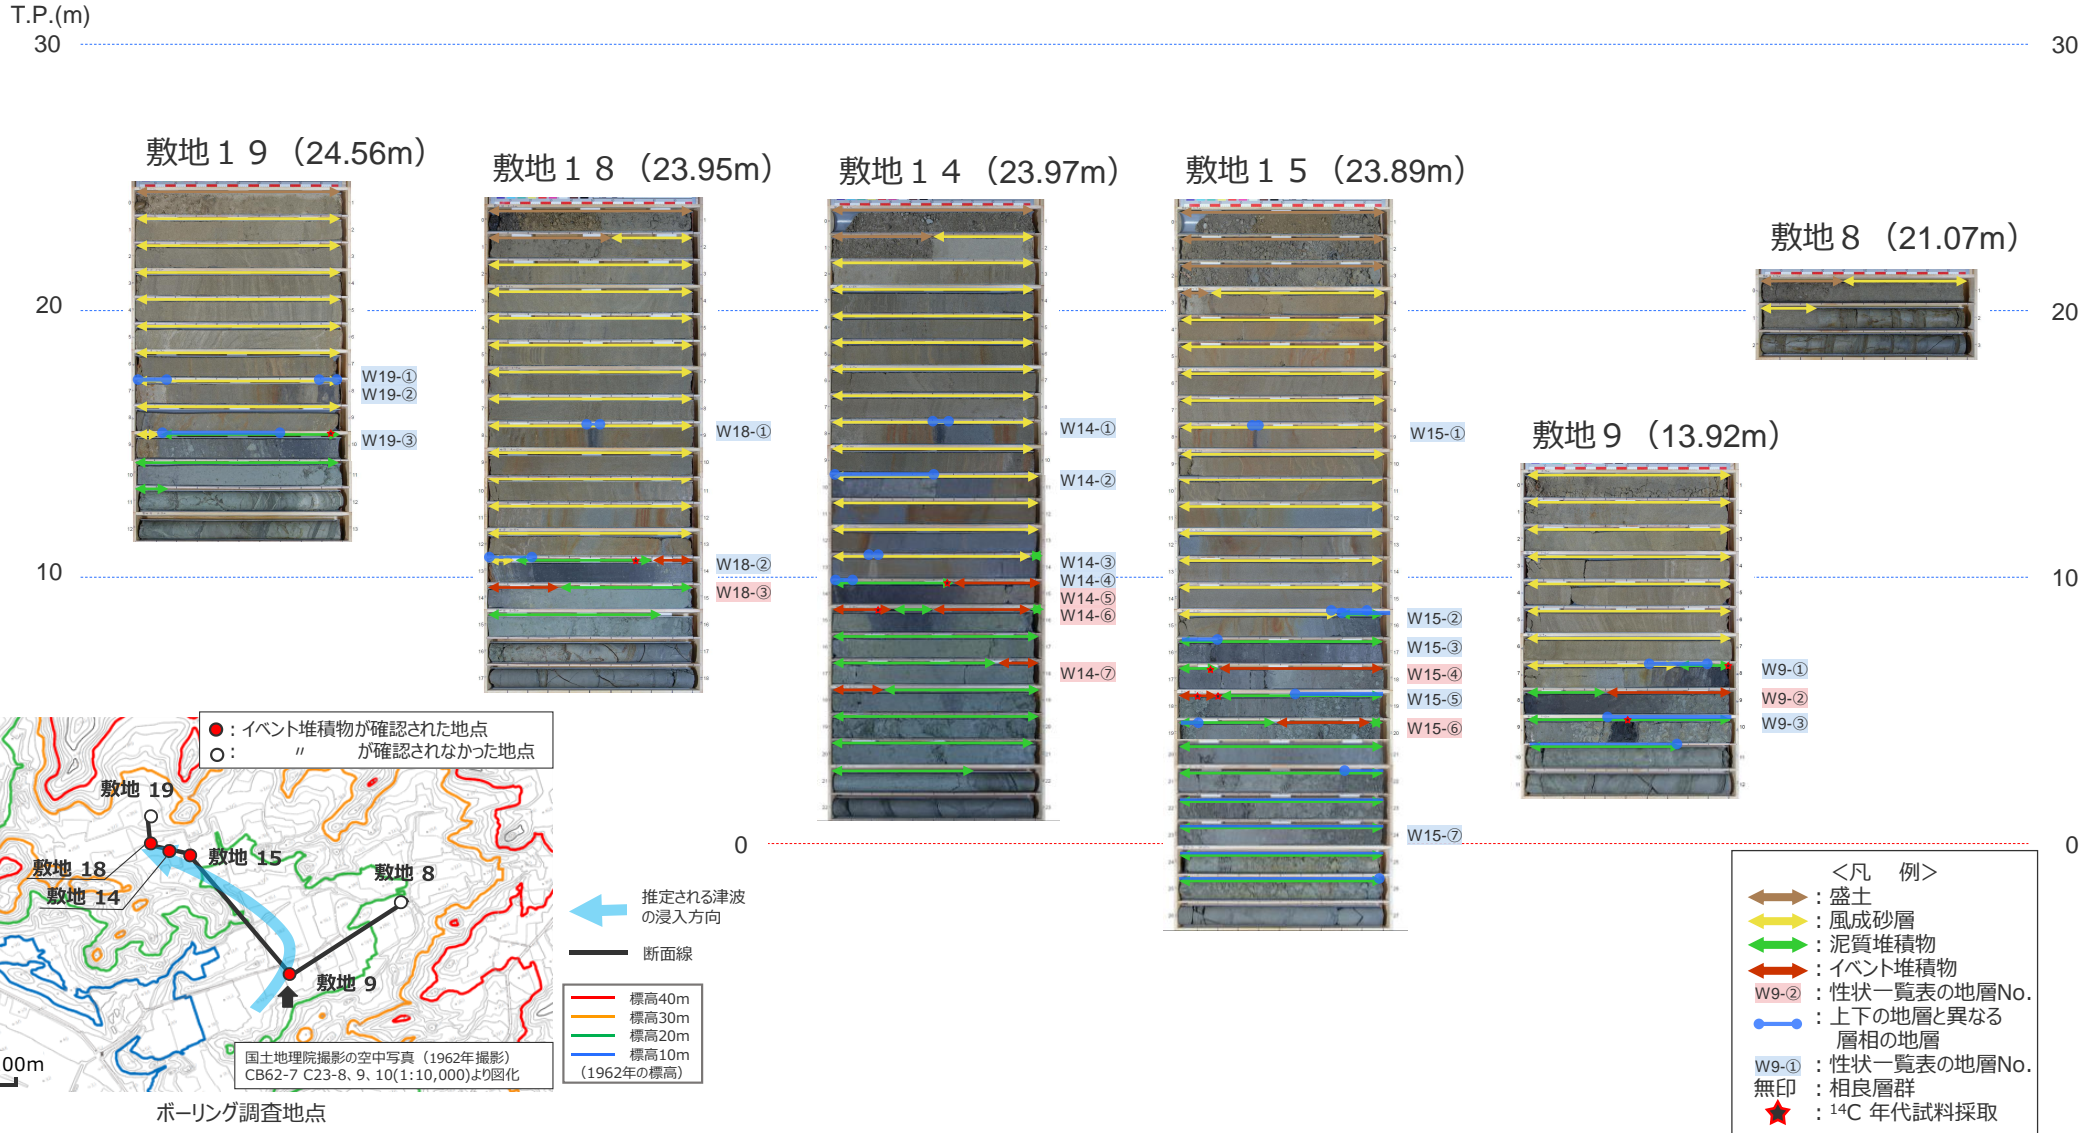 T.P.(m)
30
30
敷地１９（24.56m）
敷地１８（23.95m）
敷地１４（23.97m）
敷地１５（23.89m）
敷地８（21.07m）
20
20
W19-①
W19-②
W19-③
W18-①
W14-①
W15-①
敷地９（13.92m）
W14-②
10
10
W18-②
W18-③
W14-③
W14-④
W14-⑤
W14-⑥
W14-⑦
W15-②
W15-③
W15-④
W15-⑤
W15-⑥
W15-⑦
W9-①
W9-②
W9-③
0
0
：イベント堆積物が確認された地点
：　〃　が確認されなかった地点
敷地 19
敷地 15
敷地 18
敷地 14
敷地 8
敷地 9
推定される津波
の浸入方向
断面線
標高40m
標高30m
標高20m
標高10m
（1962年の標高）
国土地理院撮影の空中写真（1962年撮影）
CB62-7 C23-8、9、10(1:10,000)より図化
00m
ボーリング調査地点
＜凡　例＞
：盛土
：風成砂層
：泥質堆積物
：イベント堆積物
W9-②：性状一覧表の地層No.
：上下の地層と異なる
層相の地層
W9-①：性状一覧表の地層No.
無印：相良層群
：14C 年代試料採取